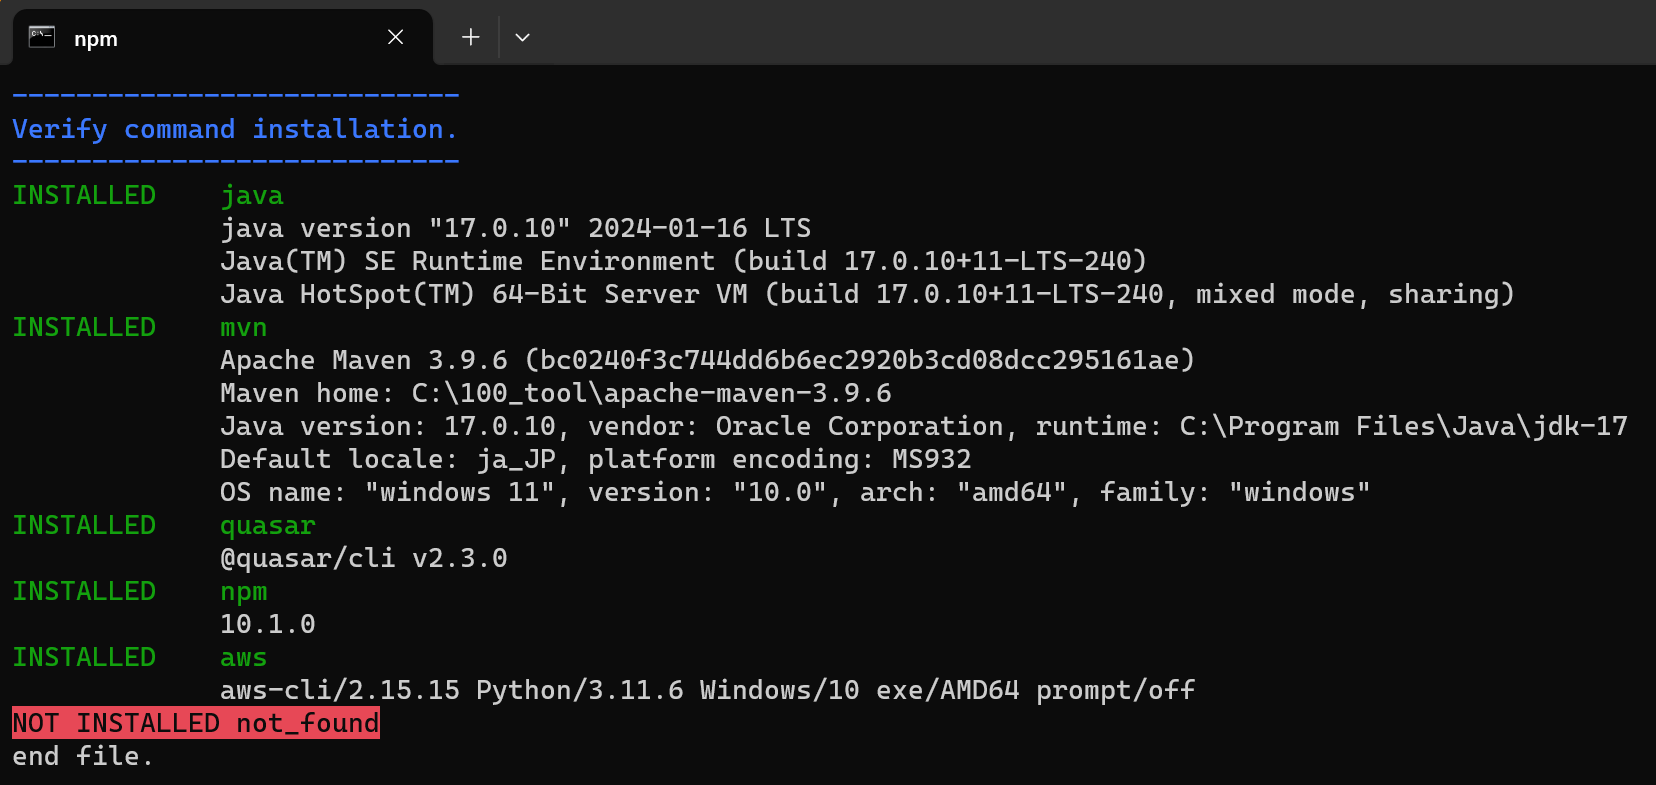 npm
----------------------------
Verify command installation.
----------------------------
INSTALLED    java
             java version "17.0.10" 2024-01-16 LTS
             Java(TM) SE Runtime Environment (build 17.0.10+11-LTS-240)
             Java HotSpot(TM) 64-Bit Server VM (build 17.0.10+11-LTS-240, mixed mode, sharing)
INSTALLED    mvn
             Apache Maven 3.9.6 (bc0240f3c744dd6b6ec2920b3cd08dcc295161ae)
             Maven home: C:\100_tool\apache-maven-3.9.6
             Java version: 17.0.10, vendor: Oracle Corporation, runtime: C:\Program Files\Java\jdk-17
             Default locale: ja_JP, platform encoding: MS932
             OS name: "windows 11", version: "10.0", arch: "amd64", family: "windows"
INSTALLED    quasar
             @quasar/cli v2.3.0
INSTALLED    npm
             10.1.0
INSTALLED    aws
             aws-cli/2.15.15 Python/3.11.6 Windows/10 exe/AMD64 prompt/off
NOT INSTALLED not_found
end file.